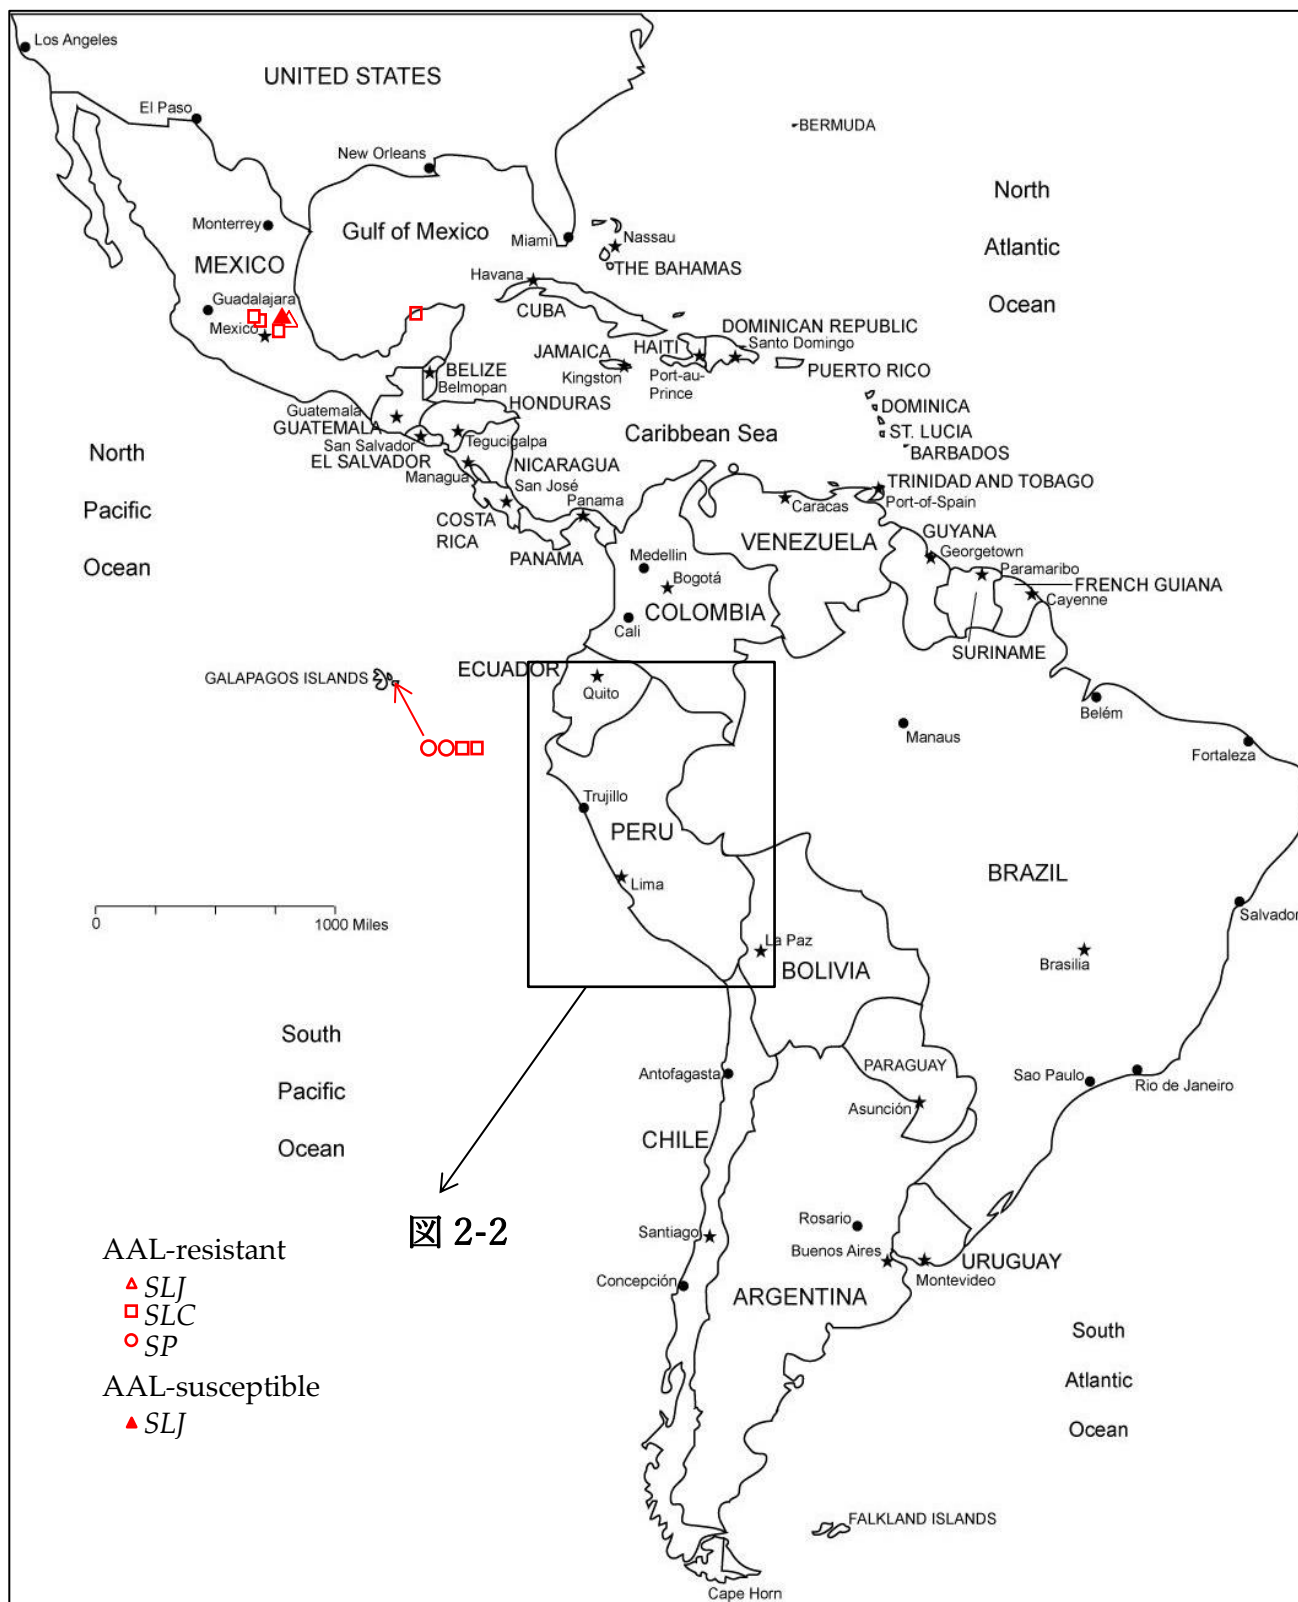 Los Angeles
UNITED STATES
El Paso
BERMUDA
New Orleans
North
Atlantic
Ocean
Monterrey
Gulf of Mexico
Miami
Nassau
THE BAHAMAS
MEXICO
Havana
CUBA
Guadalajara
Mexico
DOMINICAN REPUBLIC
Santo Domingo
HAITI
JAMAICA
Kingston
Port-au-
Prince
PUERTO RICO
BELIZE
Belmopan
DOMINICA
HONDURAS
Guatemala
GUATEMALA
ST. LUCIA
Caribbean Sea
San Salvador
Tegucigalpa
BARBADOS
EL SALVADOR
NICARAGUA
Managua
San José
TRINIDAD AND TOBAGO
Port-of-Spain
North
Pacific
Ocean
Panama
Caracas
COSTA
RICA
PANAMA
VENEZUELA
GUYANA
Georgetown
Medellin
Bogotá
Paramaribo
FRENCH GUIANA
Cayenne
COLOMBIA
Cali
SURINAME
ECUADOR
GALAPAGOS ISLANDS
Quito
Belém
Manaus
Fortaleza
Trujillo
PERU
BRAZIL
Lima
Salvador
0
1000 Miles
La Paz
BOLIVIA
Brasilia
South
Pacific
Ocean
PARAGUAY
Antofagasta
Sao Paulo
Rio de Janeiro
Asunción
CHILE
図 2-2
Rosario
Santiago
Buenos Aires
URUGUAY
Montevideo
Concepción
ARGENTINA
AAL-resistant
SLJ
SLC
SP
AAL-susceptible
SLJ
South
Atlantic
Ocean
FALKLAND ISLANDS
Cape Horn